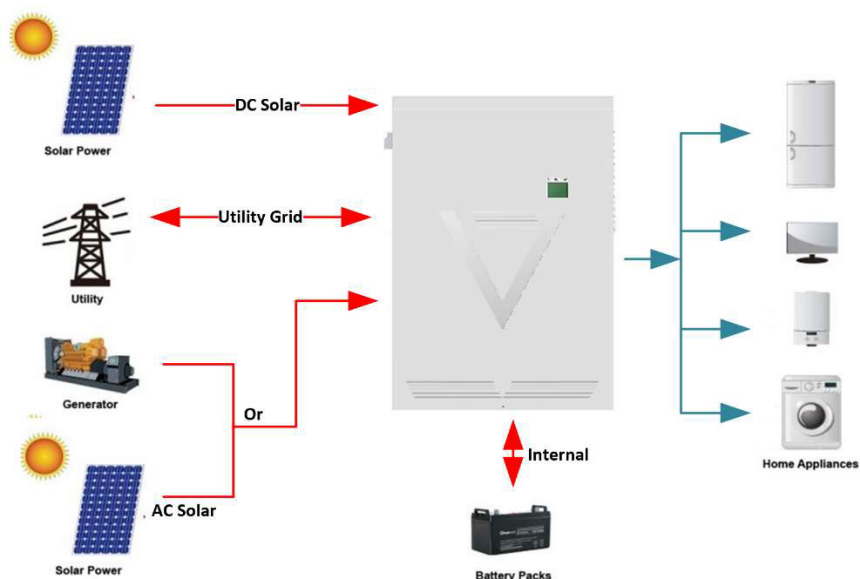 DC Solar
Solar Power
Utility Grid
Utility
Generator
Or
AC Solar
Solar Power
Internal
Battery Packs
Home Appliances